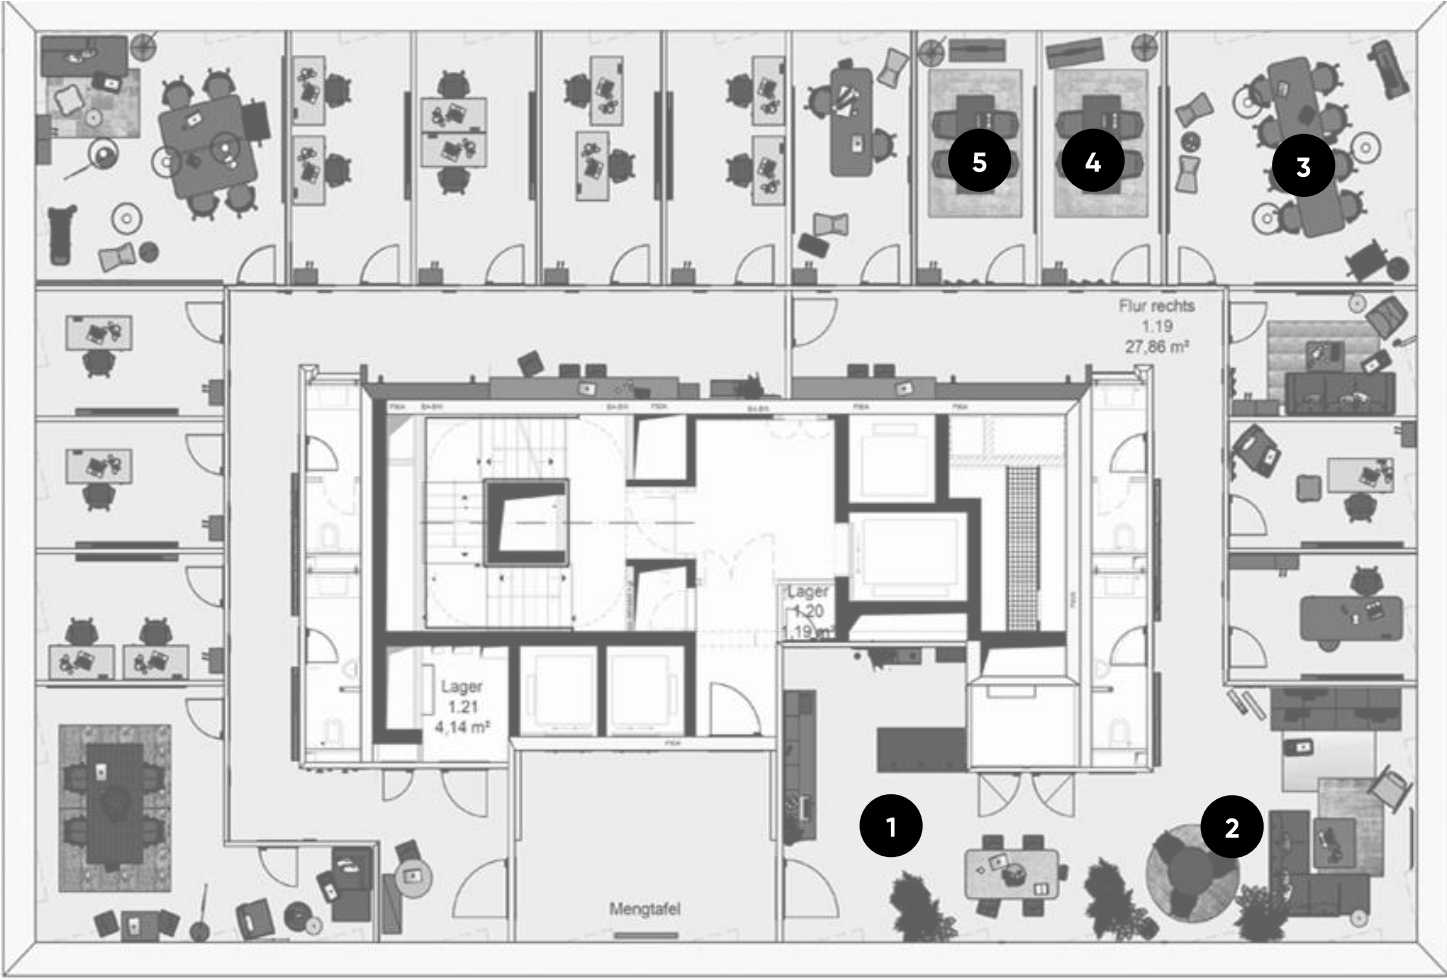 5
4
3
Flur rechts
1.19
27,86 m²
Lager
1.20
1,19 m²
Lager
1.21
4,14 m²
1
2
Mengtafel